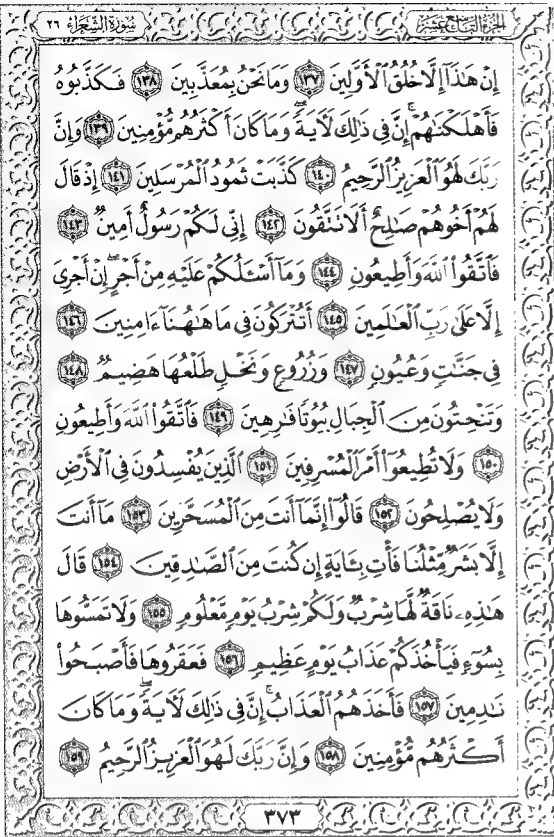 سورة الشعراء ٢٦
الجزء التاسع عشر
إِنْ هَٰذَآ إِلَّا خُلُقُ ٱلْأَوَّلِينَ ١٣٧ وَمَا نَحْنُ بِمُعَذَّبِينَ ١٣٨ فَكَذَّبُوهُ
فَأَهْلَكْنَٰهُمْ ۗ إِنَّ فِى ذَٰلِكَ لَءَايَةً ۖ وَمَا كَانَ أَكْثَرُهُم مُّؤْمِنِينَ ١٣٩ وَإِنَّ
رَبَّكَ لَهُوَ ٱلْعَزِيزُ ٱلرَّحِيمُ ١٤٠ كَذَّبَتْ ثَمُودُ ٱلْمُرْسَلِينَ ١٤١ إِذْ قَالَ
لَهُمْ أَخُوهُمْ صَٰلِحٌ أَلَا تَتَّقُونَ ١٤٢ إِنِّى لَكُمْ رَسُولٌ أَمِينٌ ١٤٣
فَٱتَّقُوا۟ ٱللَّهَ وَأَطِيعُونِ ١٤٤ وَمَآ أَسْـَٔلُكُمْ عَلَيْهِ مِنْ أَجْرٍ ۖ إِنْ أَجْرِىَ
إِلَّا عَلَىٰ رَبِّ ٱلْعَٰلَمِينَ ١٤٥ أَتُتْرَكُونَ فِى مَا هَٰهُنَآ ءَامِنِينَ ١٤٦
فِى جَنَّٰتٍ وَعُيُونٍ ١٤٧ وَزُرُوعٍ وَنَخْلٍ طَلْعُهَا هَضِيمٌ ١٤٨
وَتَنْحِتُونَ مِنَ ٱلْجِبَالِ بُيُوتًا فَٰرِهِينَ ١٤٩ فَٱتَّقُوا۟ ٱللَّهَ وَأَطِيعُونِ
١٥٠ وَلَا تُطِيعُوٓا۟ أَمْرَ ٱلْمُسْرِفِينَ ١٥١ ٱلَّذِينَ يُفْسِدُونَ فِى ٱلْأَرْضِ
وَلَا يُصْلِحُونَ ١٥٢ قَالُوٓا۟ إِنَّمَآ أَنتَ مِنَ ٱلْمُسَحَّرِينَ ١٥٣ مَآ أَنتَ
إِلَّا بَشَرٌ مِّثْلُنَا فَأْتِ بِـَٔايَةٍ إِن كُنتَ مِنَ ٱلصَّٰدِقِينَ ١٥٤ قَالَ
هَٰذِهِۦ نَاقَةٌ لَّهَا شِرْبٌ وَلَكُمْ شِرْبُ يَوْمٍ مَّعْلُومٍ ١٥٥ وَلَا تَمَسُّوهَا
بِسُوٓءٍ فَيَأْخُذَكُمْ عَذَابُ يَوْمٍ عَظِيمٍ ١٥٦ فَعَقَرُوهَا فَأَصْبَحُوا۟
نَٰدِمِينَ ١٥٧ فَأَخَذَهُمُ ٱلْعَذَابُ ۗ إِنَّ فِى ذَٰلِكَ لَءَايَةً ۖ وَمَا كَانَ
أَكْثَرُهُم مُّؤْمِنِينَ ١٥٨ وَإِنَّ رَبَّكَ لَهُوَ ٱلْعَزِيزُ ٱلرَّحِيمُ ١٥٩
٣٧٣